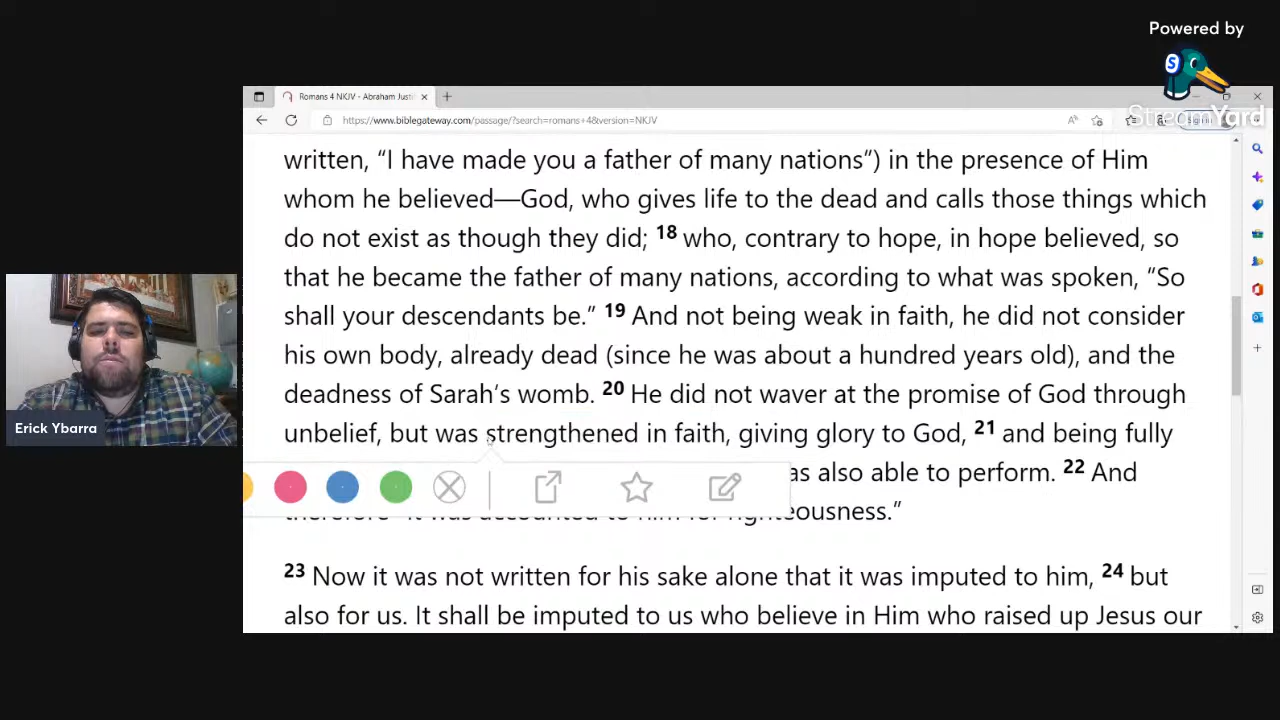 Powered by
S
StreamYard
Romans 4 NKJV - Abraham Justi
https://www.biblegateway.com/passage/?search=romans+4&version=NKJV
written, “I have made you a father of many nations”) in the presence of Him
whom he believed—God, who gives life to the dead and calls those things which
do not exist as though they did; 18 who, contrary to hope, in hope believed, so
that he became the father of many nations, according to what was spoken, “So
shall your descendants be.” 19 And not being weak in faith, he did not consider
his own body, already dead (since he was about a hundred years old), and the
deadness of Sarah’s womb. 20 He did not waver at the promise of God through
unbelief, but was strengthened in faith, giving glory to God, 21 and being fully
as also able to perform. 22 And
therefore “it was accounted to him for righteousness.”
23 Now it was not written for his sake alone that it was imputed to him, 24 but
also for us. It shall be imputed to us who believe in Him who raised up Jesus our
Erick Ybarra